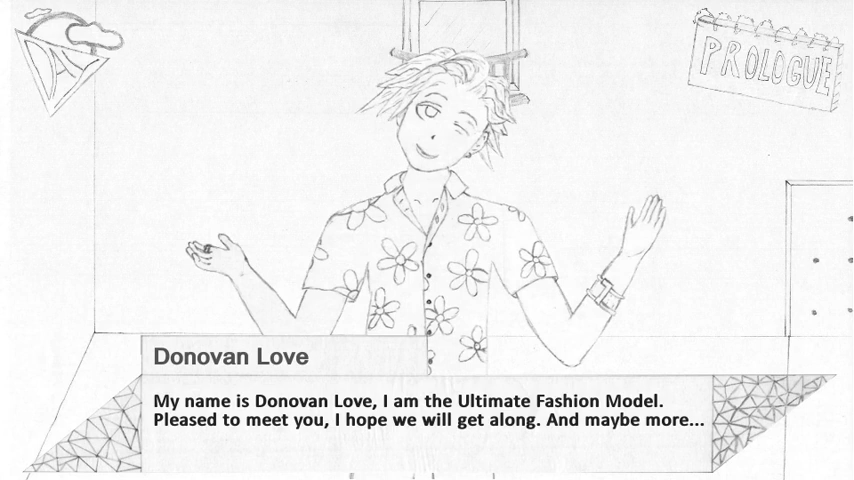 PROLOGUE
Donovan Love
My name is Donovan Love, I am the Ultimate Fashion Model.
Pleased to meet you, I hope we will get along. And maybe more...